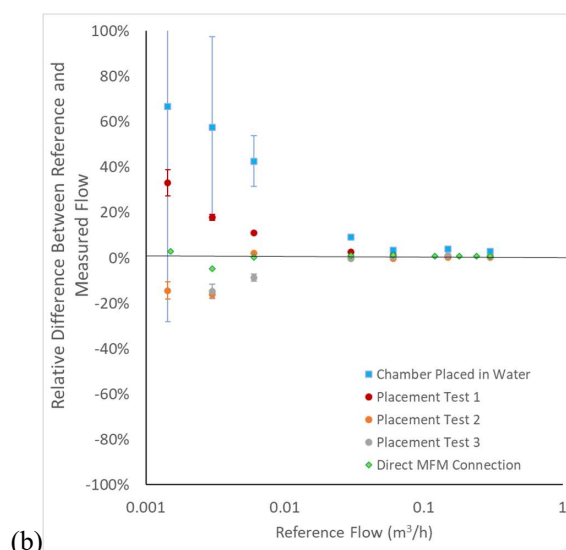 Relative Difference Between Reference and
Measured Flow
100%
80%
60%
40%
20%
0%
-20%
-40%
-60%
-80%
-100%
Chamber Placed in Water
Placement Test 1
Placement Test 2
Placement Test 3
Direct MFM Connection
0.001 0.01 0.1 1
Reference Flow (m³/h)
(b)